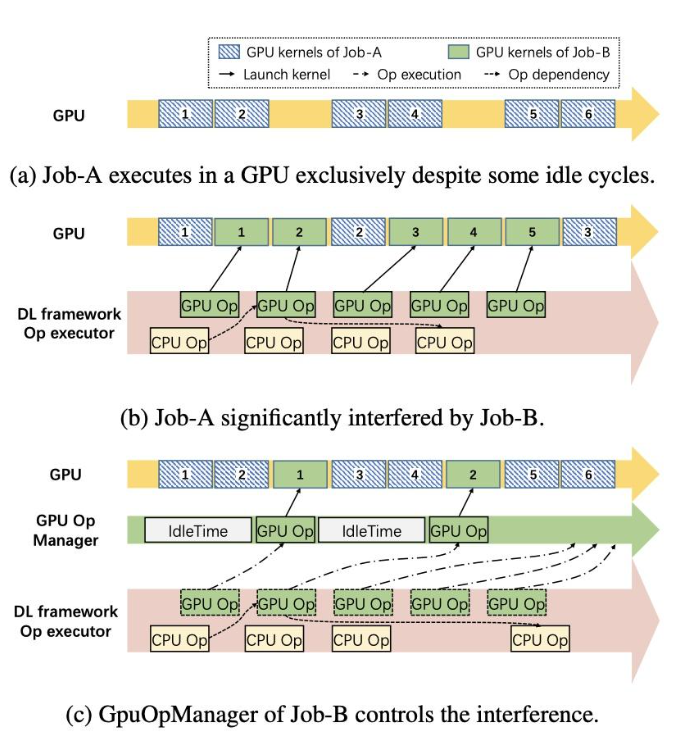 GPU kernels of Job-A GPU kernels of Job-B
Launch kernel Op execution Op dependency
GPU 1 2 3 4 5 6
(a) Job-A executes in a GPU exclusively despite some idle cycles.
GPU 1 1 2 2 3 4 5 3
DL framework
Op executor
GPU Op GPU Op GPU Op GPU Op GPU Op
CPU Op CPU Op CPU Op CPU Op
(b) Job-A significantly interfered by Job-B.
GPU 1 2 1 3 4 2 5 6
GPU Op
Manager
IdleTime GPU Op IdleTime GPU Op
DL framework
Op executor
GPU Op GPU Op GPU Op GPU Op GPU Op
CPU Op CPU Op CPU Op CPU Op
(c) GpuOpManager of Job-B controls the interference.